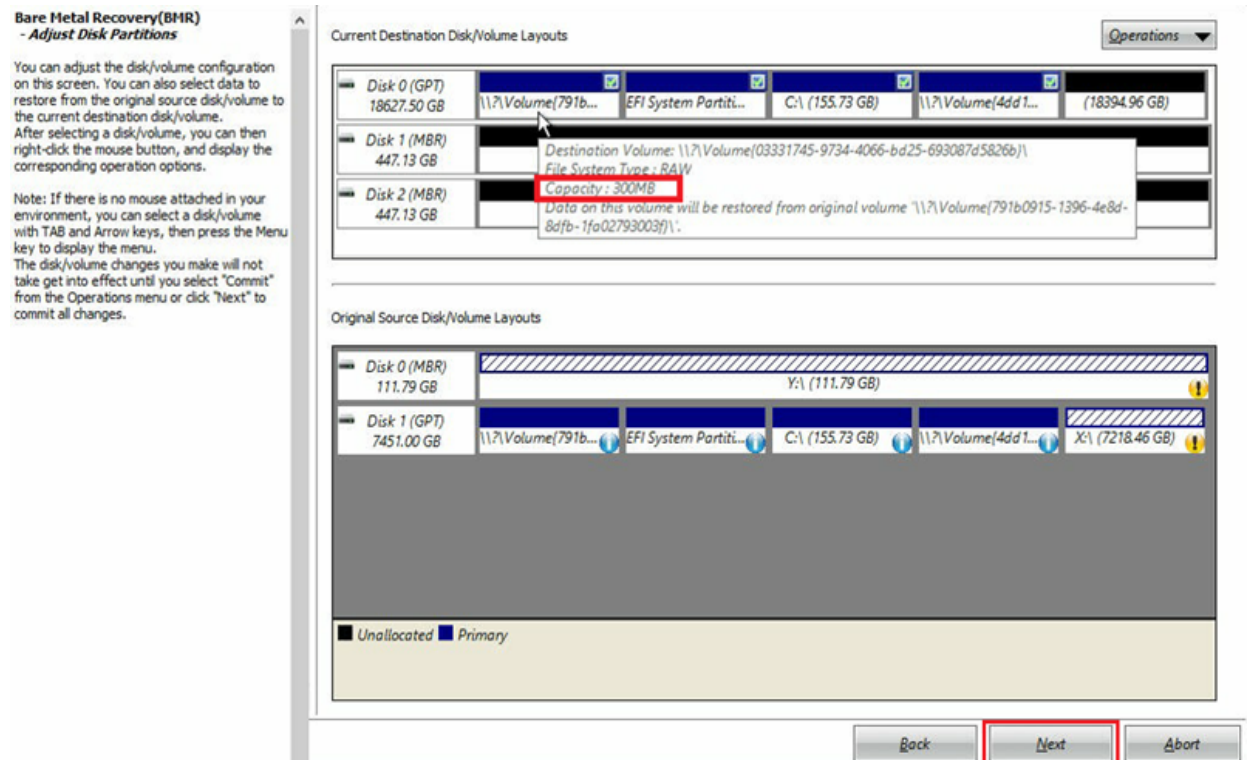 Bare Metal Recovery(BMR)
- Adjust Disk Partitions
You can adjust the disk/volume configuration
on this screen. You can also select data to
restore from the original source disk/volume to
the current destination disk/volume.
After selecting a disk/volume, you can then
right-click the mouse button, and display the
corresponding operation options.
Note: If there is no mouse attached in your
environment, you can select a disk/volume
with TAB and Arrow keys, then press the Menu
key to display the menu.
The disk/volume changes you make will not
take get into effect until you select "Commit"
from the Operations menu or click "Next" to
commit all changes.
Current Destination Disk/Volume Layouts
Operations
Disk 0 (GPT)
18627.50 GB
\\?\Volume{791b...
EFI System Partiti...
C:\ (155.73 GB)
\\?\Volume{4dd1...
(18394.96 GB)
Disk 1 (MBR)
447.13 GB
Disk 2 (MBR)
447.13 GB
Destination Volume: \\?\Volume{03331745-9734-4066-bd25-693087d5826b}\
File System Type : RAW
Capacity : 300MB
Data on this volume will be restored from original volume '\\?\Volume{791b0915-1396-4e8d-
8dfb-1fa02793003f}\'.
Original Source Disk/Volume Layouts
Disk 0 (MBR)
111.79 GB
Y:\ (111.79 GB)
Disk 1 (GPT)
7451.00 GB
\\?\Volume{791b...
EFI System Partiti...
C:\ (155.73 GB)
\\?\Volume{4dd1...
X:\ (7218.46 GB)
Unallocated Primary
Back Next Abort